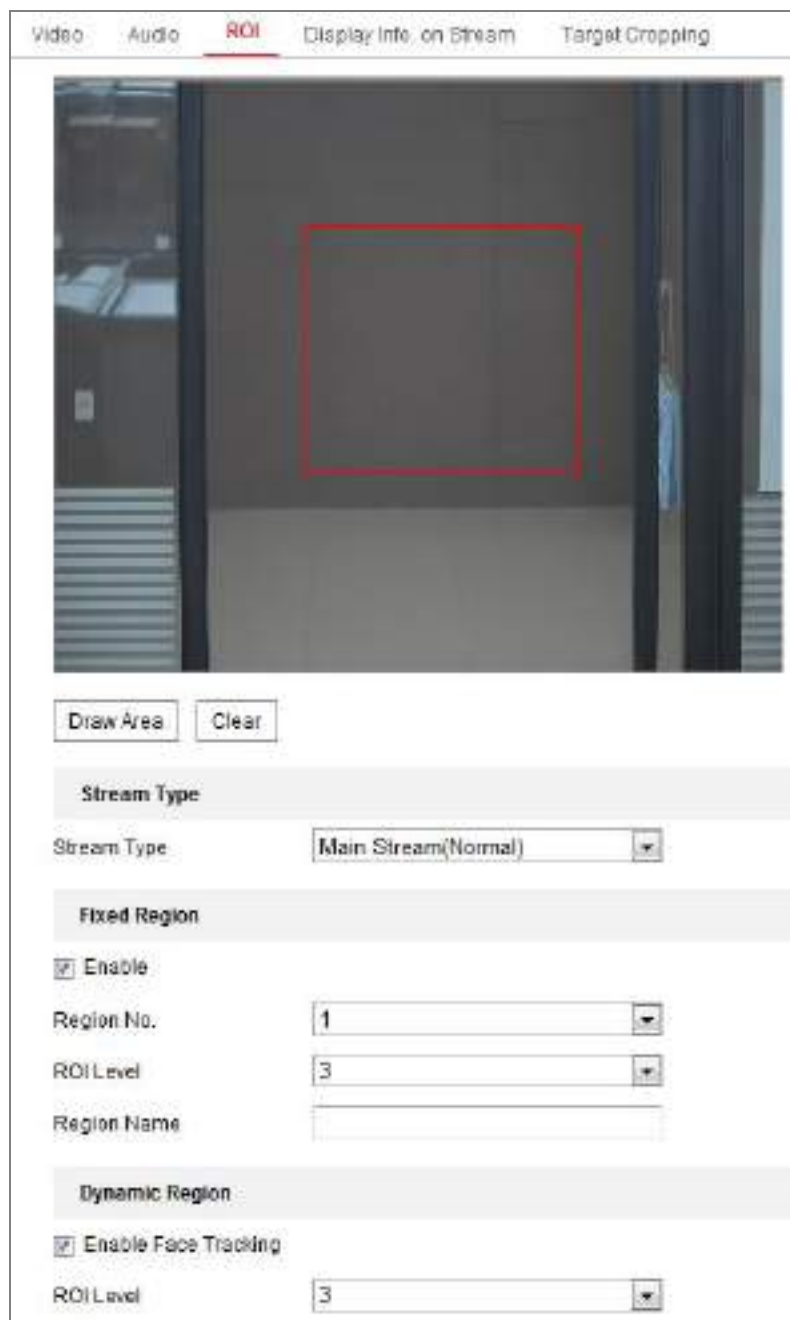 Video Audio ROI Display Info. on Stream Target Cropping
Draw Area Clear
Stream Type
Stream Type Main Stream(Normal)
Fixed Region
Enable
Region No. 1
ROI Level 3
Region Name
Dynamic Region
Enable Face Tracking
ROI Level 3